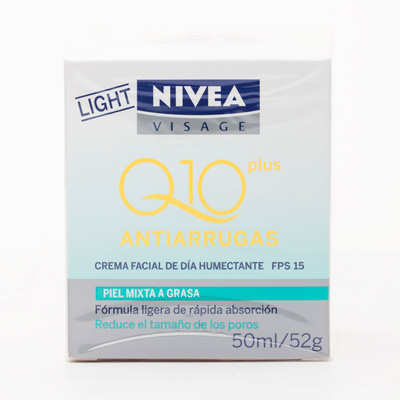 LIGHT
NIVEA
VISAGE
Q10 plus
ANTIARRUGAS
CREMA FACIAL DE DÍA HUMECTANTE FPS 15
PIEL MIXTA A GRASA
Fórmula ligera de rápida absorción
Reduce el tamaño de los poros
50ml/52g